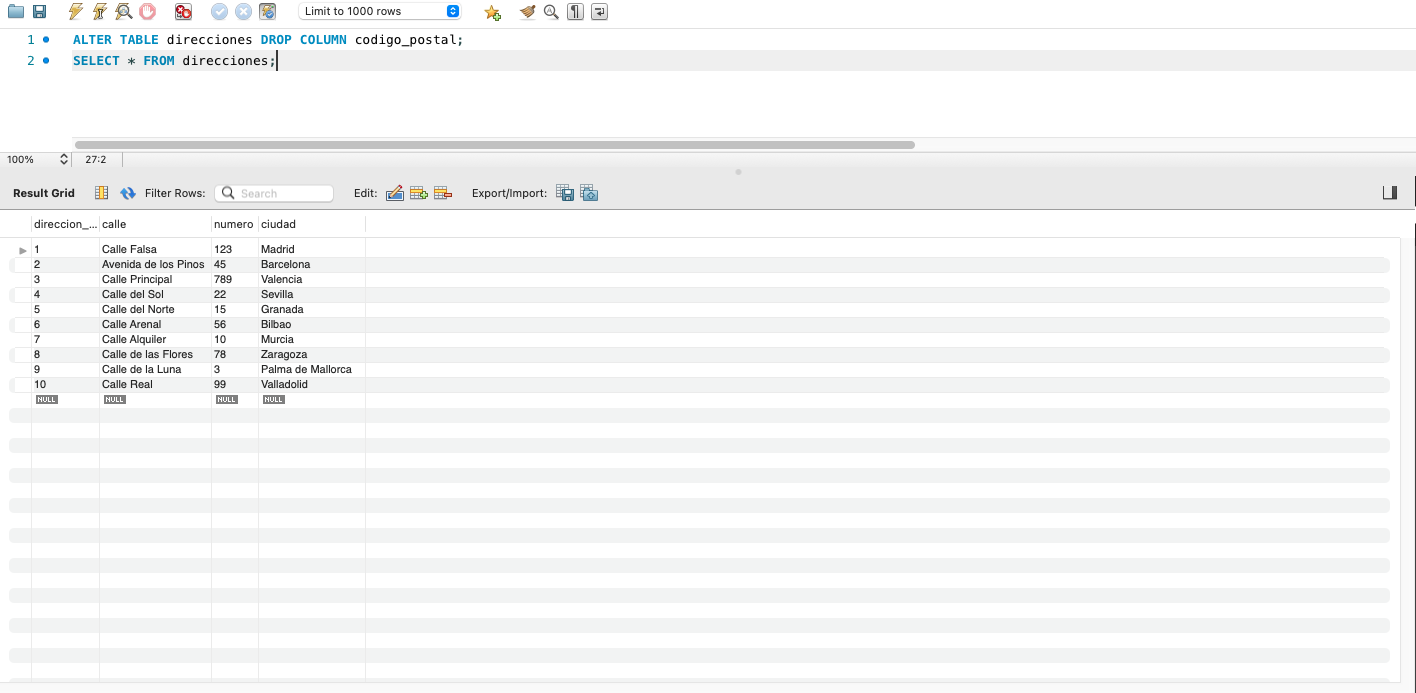 Limit to 1000 rows
1 ALTER TABLE direcciones DROP COLUMN codigo_postal;
2 SELECT * FROM direcciones;
100% 27:2
Result Grid Filter Rows: Search Edit: Export/Import:
direccion_... calle numero ciudad
1 Calle Falsa 123 Madrid
2 Avenida de los Pinos 45 Barcelona
3 Calle Principal 789 Valencia
4 Calle del Sol 22 Sevilla
5 Calle del Norte 15 Granada
6 Calle Arenal 56 Bilbao
7 Calle Alquiler 10 Murcia
8 Calle de las Flores 78 Zaragoza
9 Calle de la Luna 3 Palma de Mallorca
10 Calle Real 99 Valladolid
NULL NULL NULL NULL